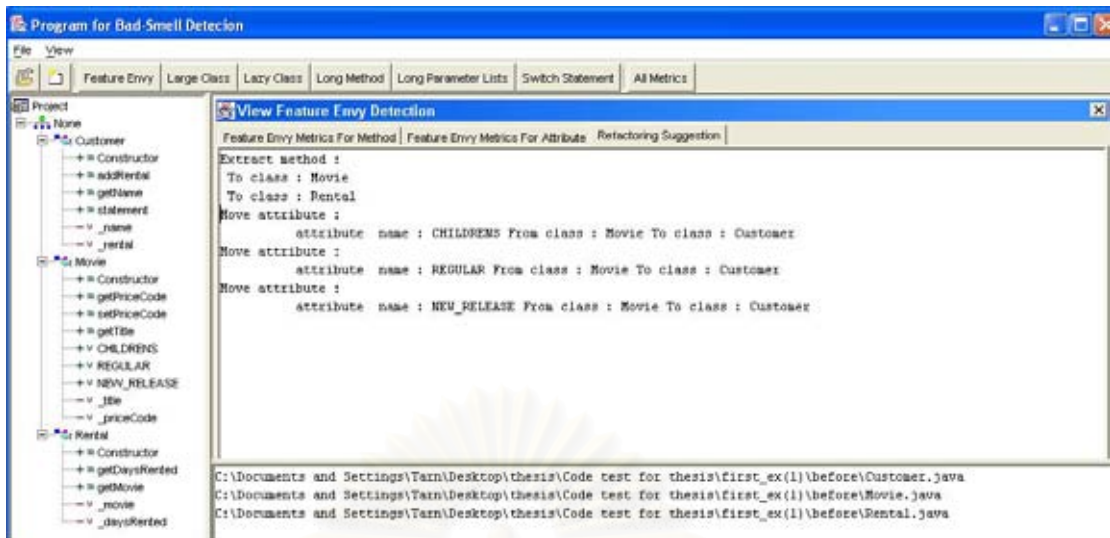 Program for Bad-Smell Detecion
File View
Feature Envy Large Class Lazy Class Long Method Long Parameter Lists Switch Statement All Metrics
Project
None
Customer
Constructor
addRental
getName
statement
_name
_rental
Movie
Constructor
getPriceCode
setPriceCode
getTitle
CHILDRENS
REGULAR
NEW_RELEASE
_title
_priceCode
Rental
Constructor
getDaysRented
getMovie
_movie
_daysRented
View Feature Envy Detection
Feature Envy Metrics For Method Feature Envy Metrics For Attribute Refactoring Suggestion
Extract method :
To class : Movie
To class : Rental
Move attribute :
attribute name : CHILDRENS From class : Movie To class : Customer
Move attribute :
attribute name : REGULAR From class : Movie To class : Customer
Move attribute :
attribute name : NEW_RELEASE From class : Movie To class : Customer
C:\Documents and Settings\Tarn\Desktop\thesis\Code test for thesis\first_ex(1)\before\Customer.java
C:\Documents and Settings\Tarn\Desktop\thesis\Code test for thesis\first_ex(1)\before\Movie.java
C:\Documents and Settings\Tarn\Desktop\thesis\Code test for thesis\first_ex(1)\before\Rental.java